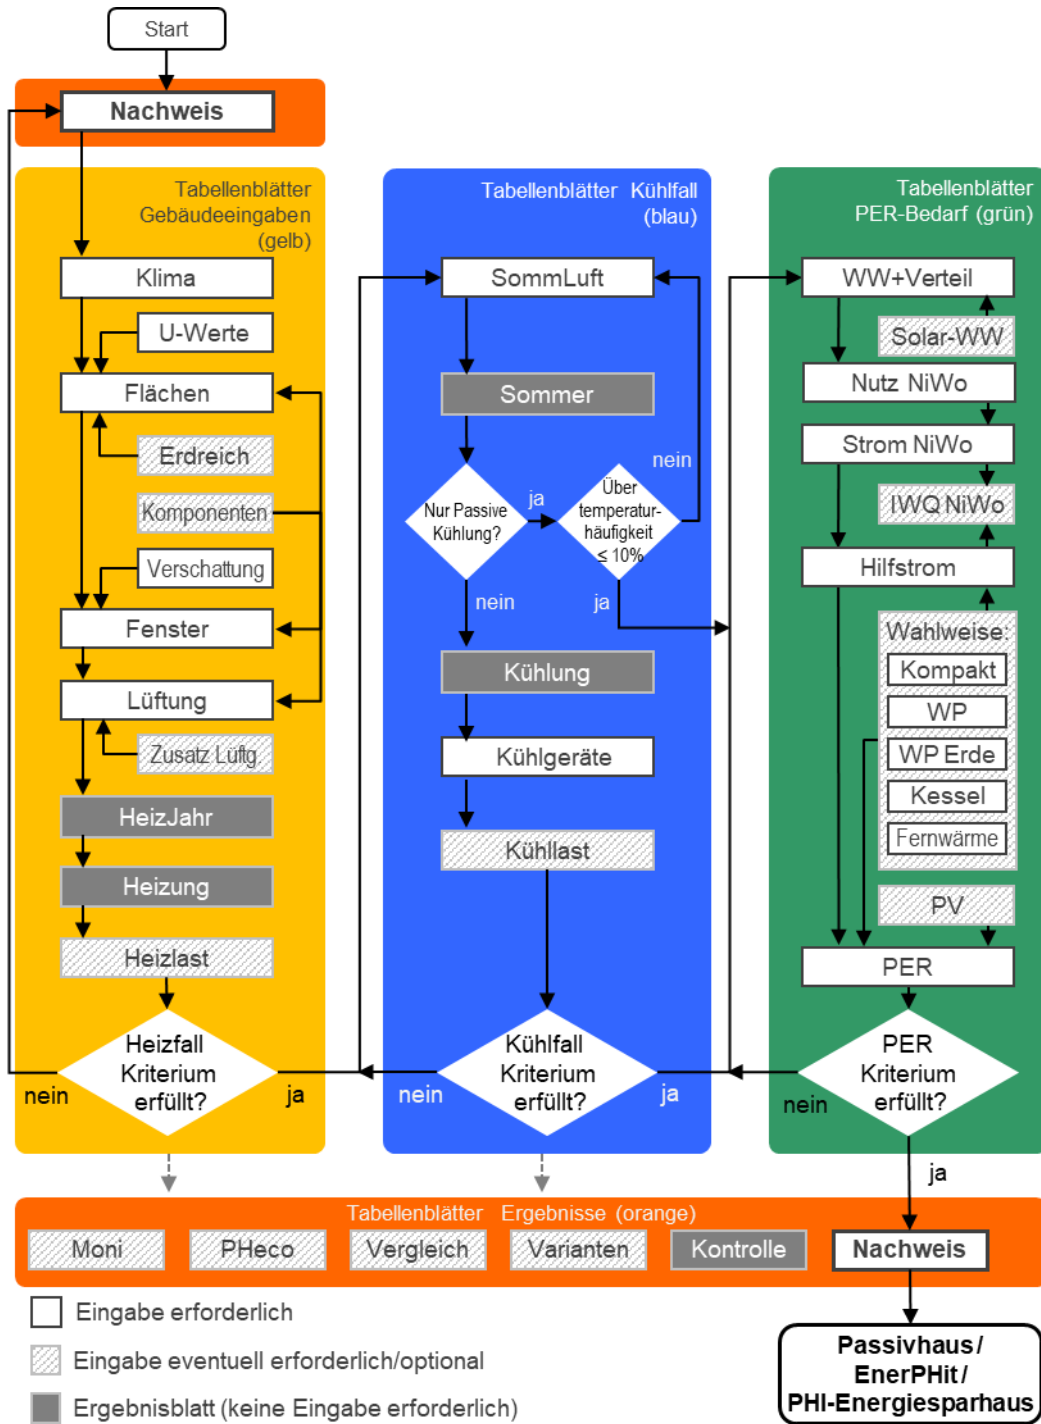 Start
Nachweis
Tabellenblätter
Gebäudeeingaben
(gelb)
Klima
U-Werte
Flächen
Erdreich
Komponenten
Verschattung
Fenster
Lüftung
Zusatz Lüftg.
HeizJahr
Heizung
Heizlast
Heizfall
Kriterium
erfüllt?
nein
ja
Tabellenblätter Kühlfall
(blau)
SommLuft
Sommer
Nur Passive
Kühlung?
ja
Über
temperatur-
häufigkeit
≤ 10%
nein
nein
ja
Kühlung
Kühlgeräte
Kühllast
Kühlfall
Kriterium
erfüllt?
nein
ja
Tabellenblätter
PER-Bedarf (grün)
WW+Verteil
Solar-WW
Nutz NiWo
Strom NiWo
IWQ NiWo
Hilfstrom
Wahlweise:
Kompakt
WP
WP Erde
Kessel
Fernwärme
PV
PER
PER
Kriterium
erfüllt?
nein
ja
Tabellenblätter Ergebnisse (orange)
Moni
PHeco
Vergleich
Varianten
Kontrolle
Nachweis
Eingabe erforderlich
Eingabe eventuell erforderlich/optional
Ergebnisblatt (keine Eingabe erforderlich)
Passivhaus/
EnerPHit/
PHI-Energiesparhaus